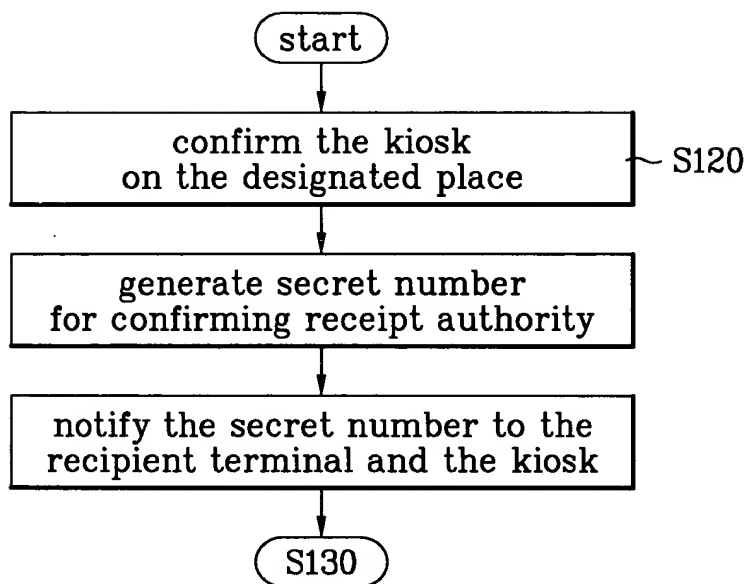 start
confirm the kiosk
on the designated place
S120
generate secret number
for confirming receipt authority
notify the secret number to the
recipient terminal and the kiosk
S130